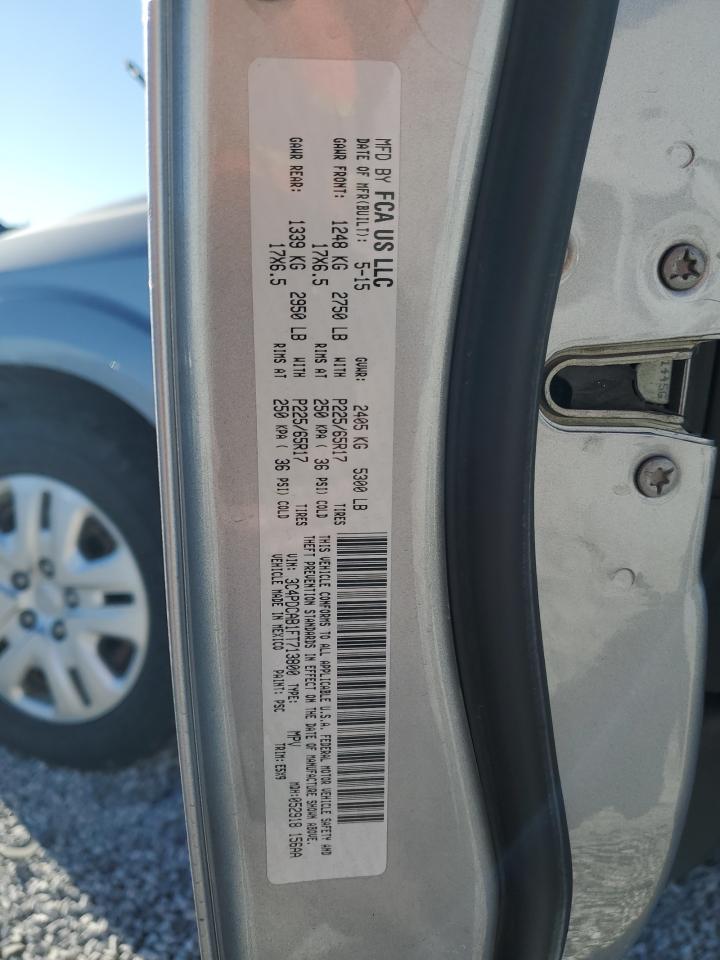 MFD BY FCA US LLC
DATE OF MFR(BUILT): 5-15 GVWR: 2405 KG 5300 LB
GAWR FRONT: 1248 KG 2750 LB WITH P225/65R17 TIRES
17X6.5 RIMS AT 250 KPA ( 36 PSI) COLD
GAWR REAR: 1339 KG 2950 LB WITH P225/65R17 TIRES
17X6.5 RIMS AT 250 KPA ( 36 PSI) COLD
THIS VEHICLE CONFORMS TO ALL APPLICABLE U.S.A. FEDERAL MOTOR VEHICLE SAFETY AND
THEFT PREVENTION STANDARDS IN EFFECT ON THE DATE OF MANUFACTURE SHOWN ABOVE.
VIN: 3C4PDCAB1FT713800 TYPE: MPV MDH:052918 156AA
VEHICLE MADE IN MEXICO PAINT: PSC TRIM:E5X9